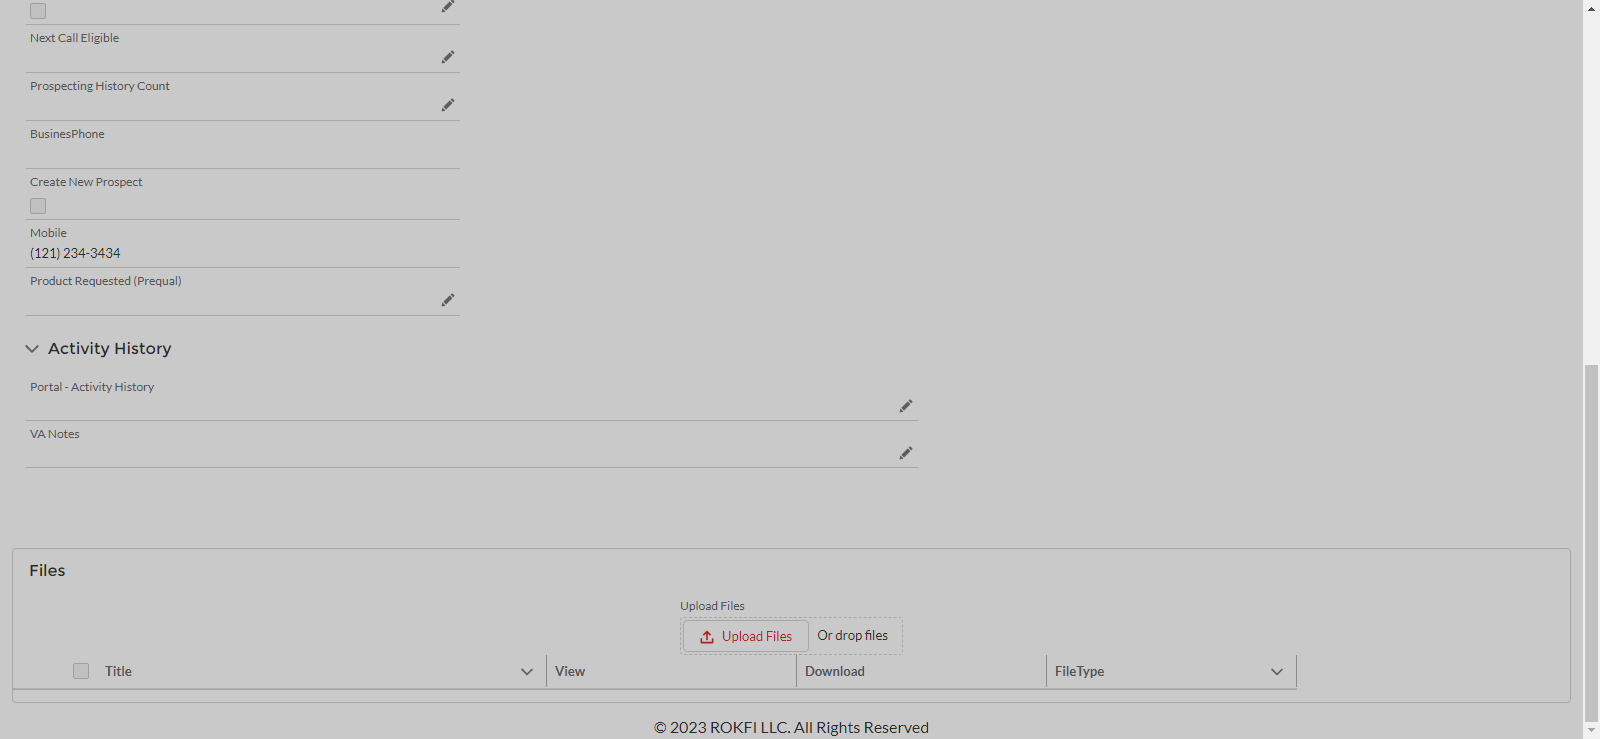 Next Call Eligible
Prospecting History Count
BusinesPhone
Create New Prospect
Mobile
(121) 234-3434
Product Requested (Prequal)
Activity History
Portal - Activity History
VA Notes
Files
Upload Files
Upload Files Or drop files
Title View Download FileType
© 2023 ROKFI LLC. All Rights Reserved